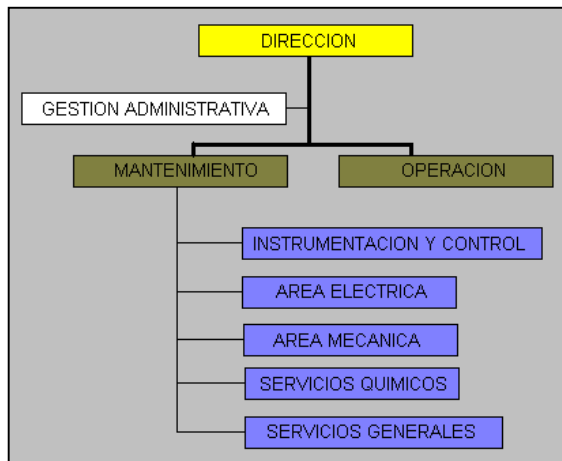 DIRECCION
GESTION ADMINISTRATIVA
MANTENIMIENTO
OPERACION
INSTRUMENTACION Y CONTROL
AREA ELECTRICA
AREA MECANICA
SERVICIOS QUIMICOS
SERVICIOS GENERALES